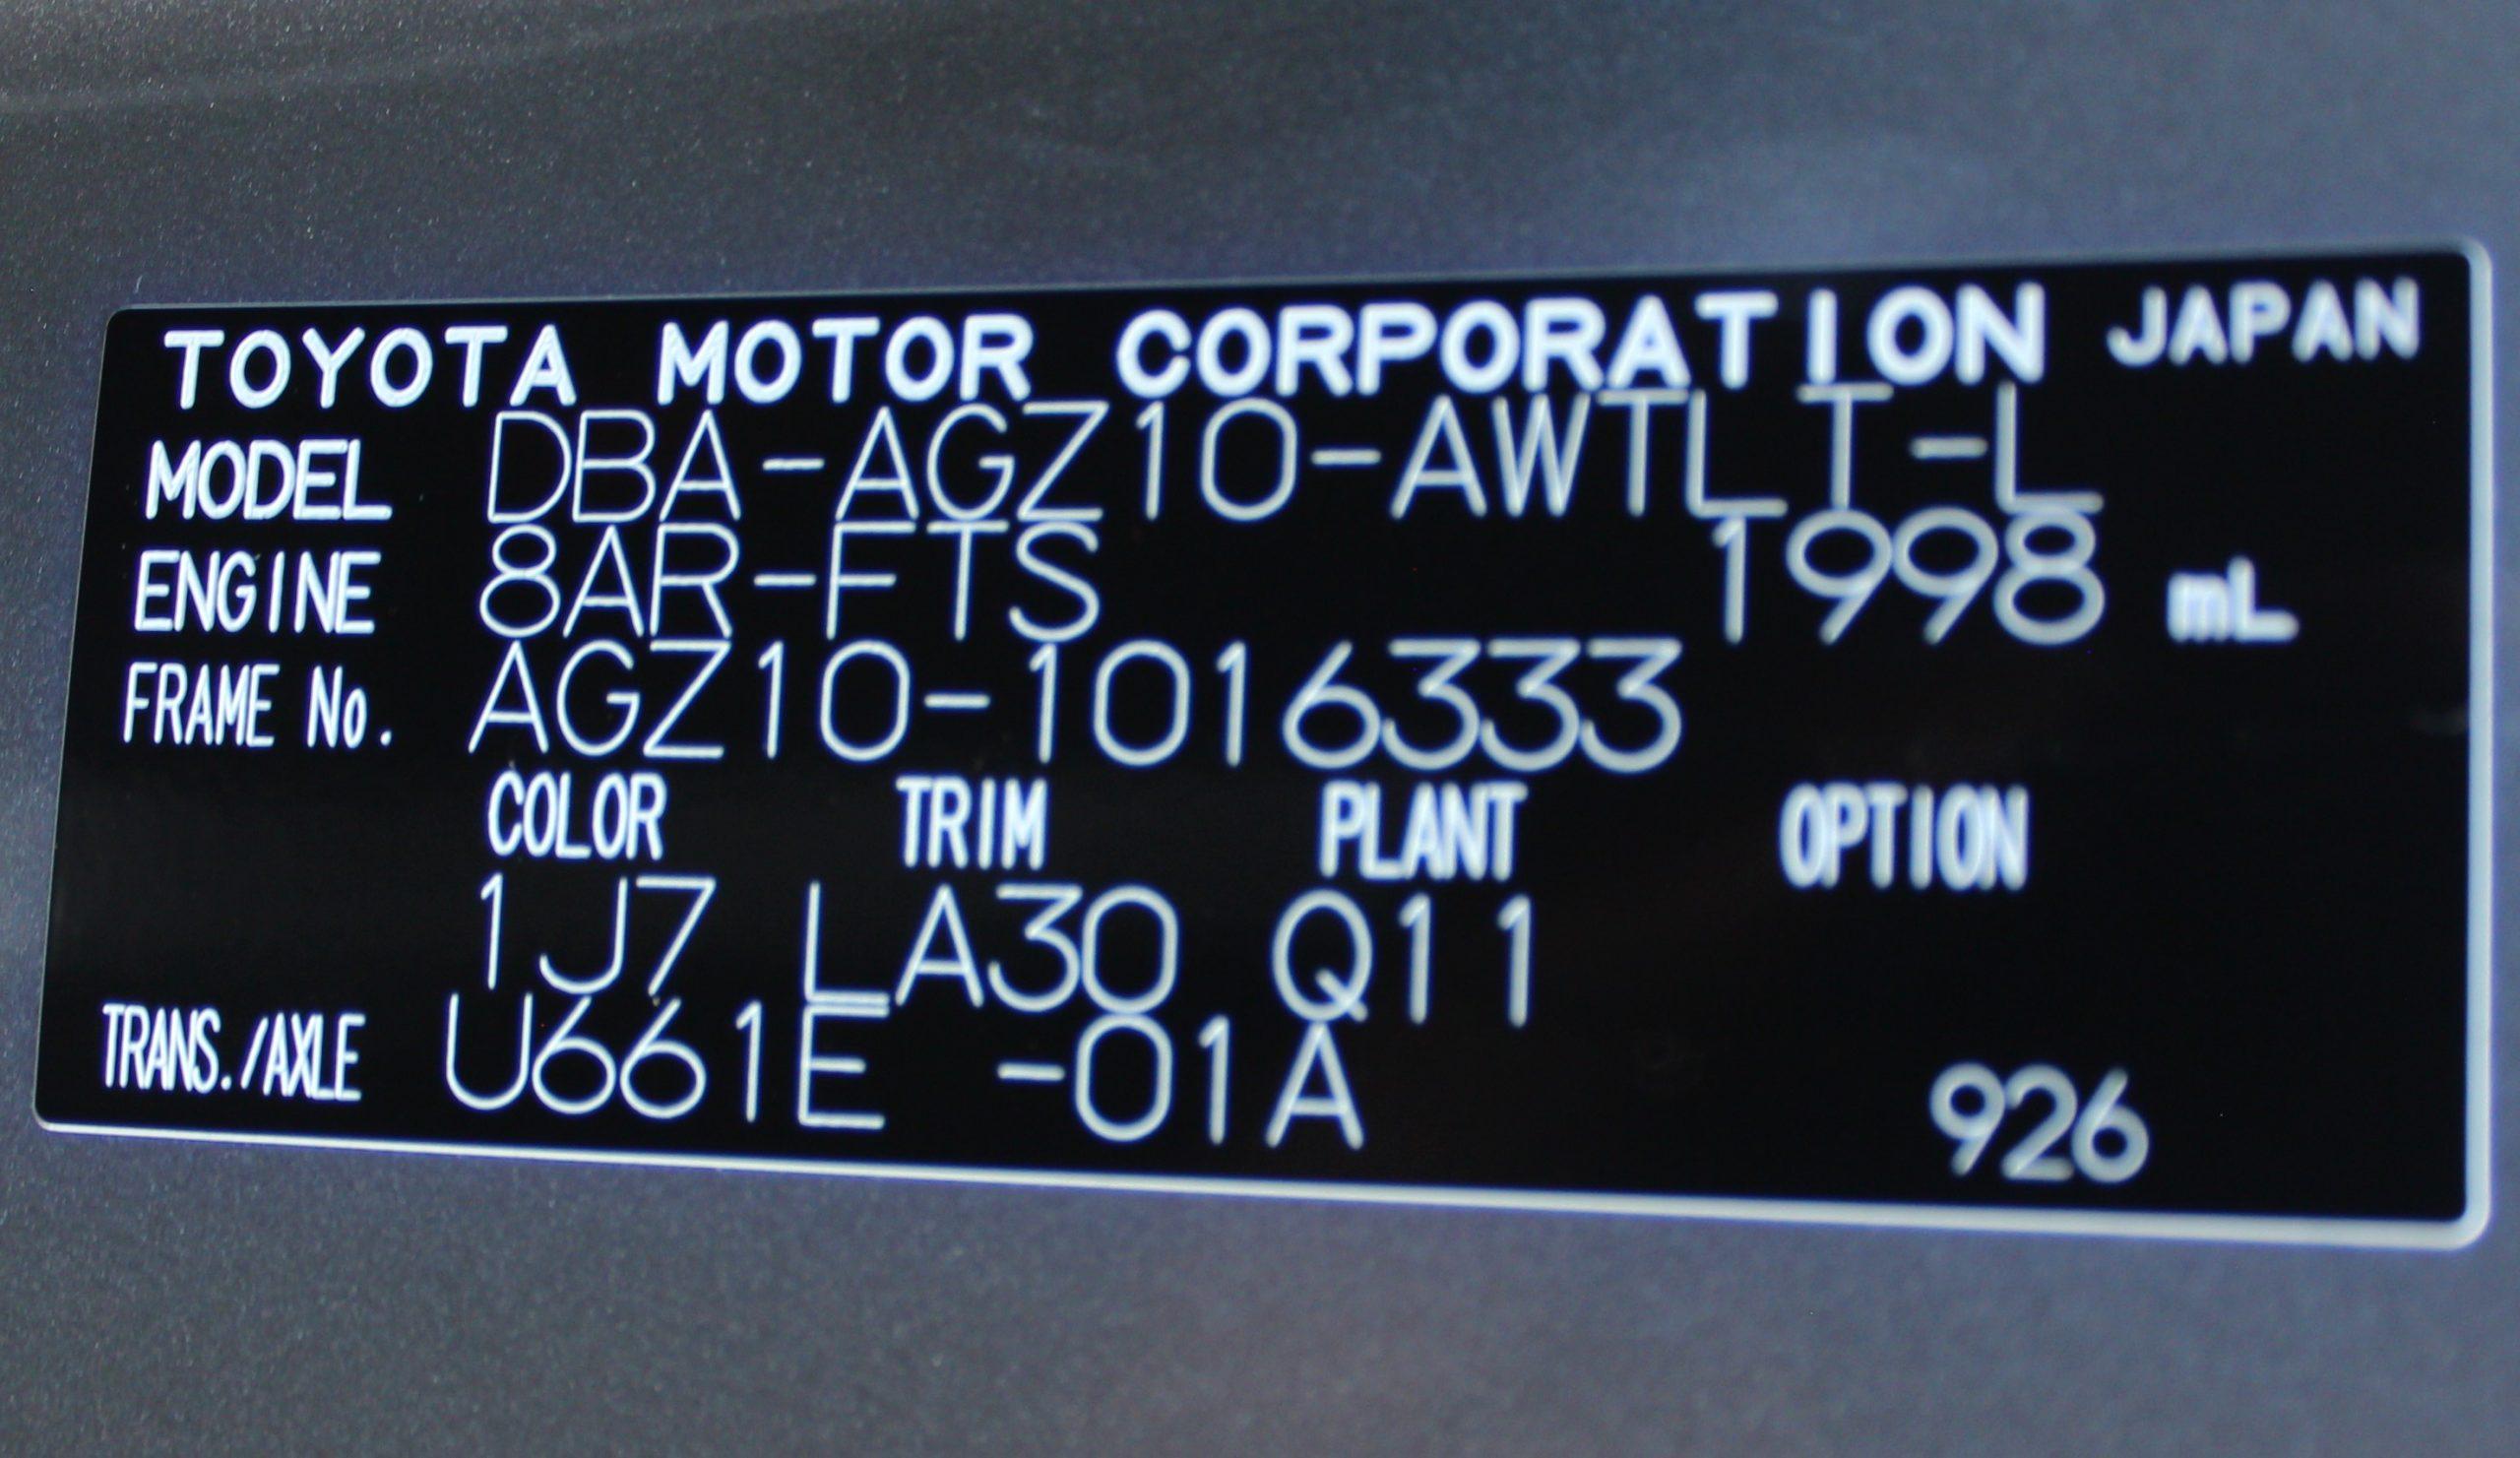 TOYOTA MOTOR CORPORATION JAPAN
MODEL DBA-AGZ10-AWTLT-L
ENGINE 8AR-FTS 1998 mL
FRAME No. AGZ10-1016333
COLOR TRIM PLANT OPTION
1J7 LA30 Q11
TRANS./AXLE U661E -01A
926